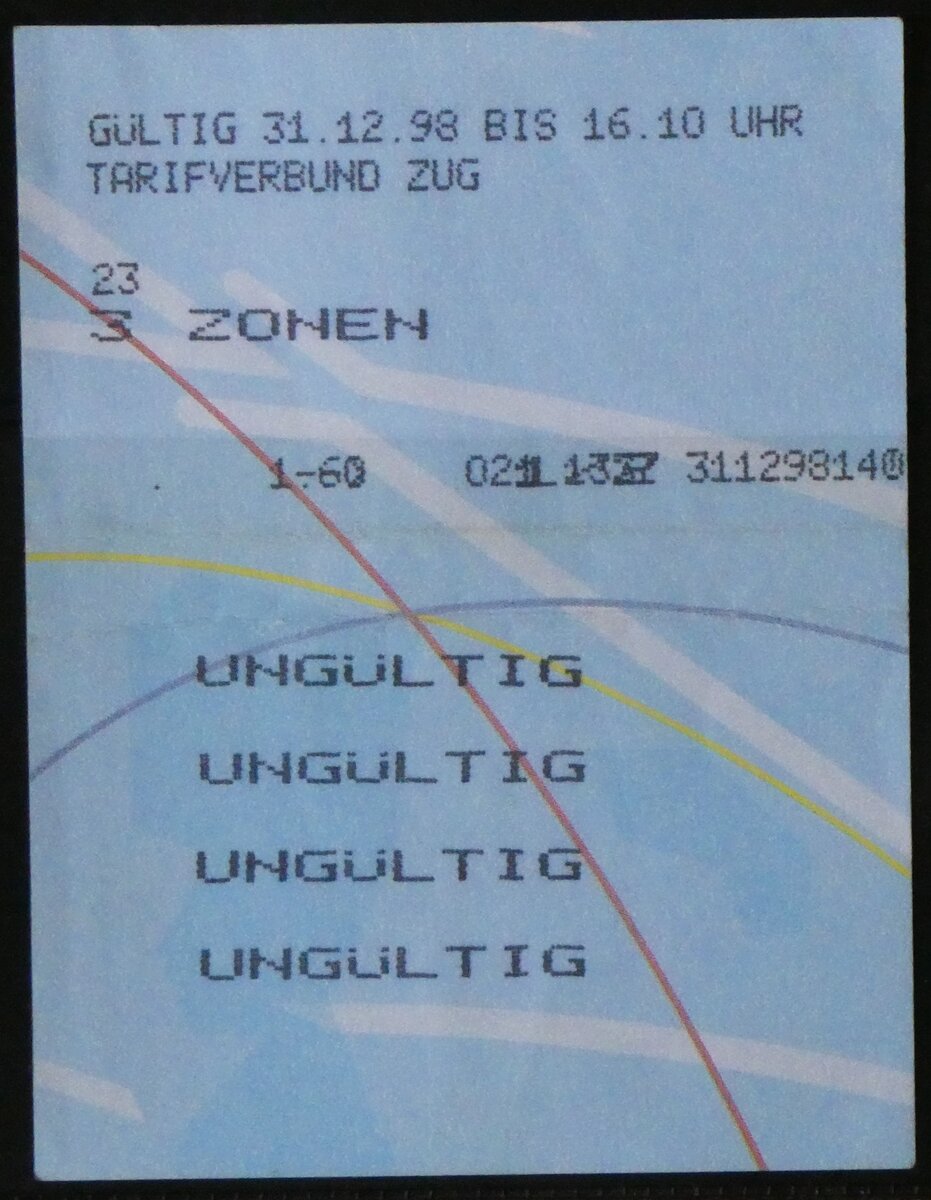 GÜLTIG 31.12.98 BIS 16.10 UHR
TARIFVERBUND ZUG
23
3 ZONEN
1-60 311298140
UNGÜLTIG
UNGÜLTIG
UNGÜLTIG
UNGÜLTIG